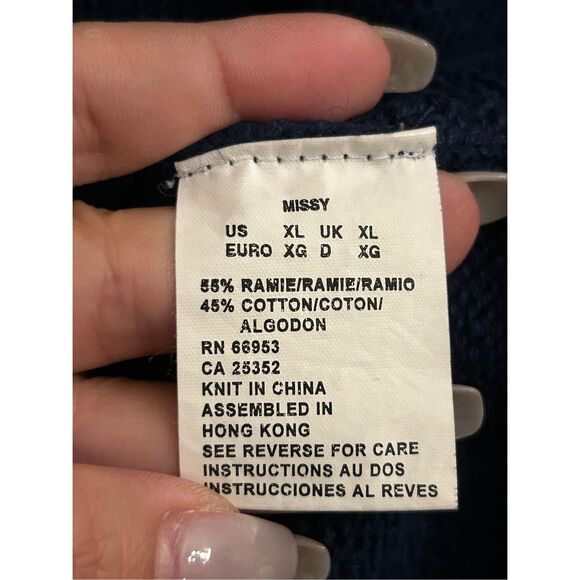 MISSY
US XL UK XL
EURO XG D XG
55% RAMIE/RAMIE/RAMIO
45% COTTON/COTON/
ALGODON
RN 66953
CA 25352
KNIT IN CHINA
ASSEMBLED IN
HONG KONG
SEE REVERSE FOR CARE
INSTRUCTIONS AU DOS
INSTRUCCIONES AL REVES